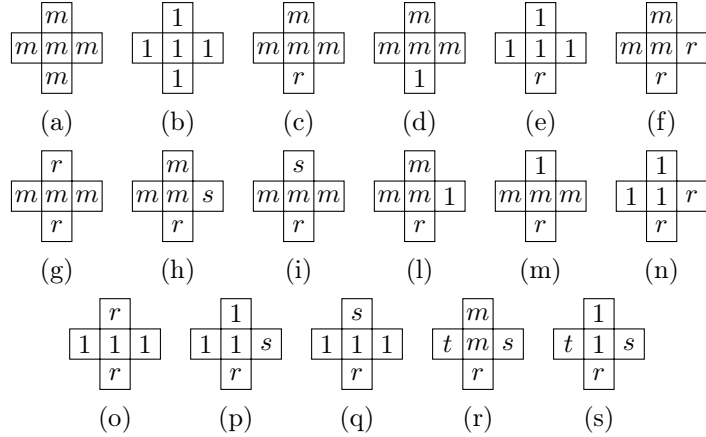 m 1 m m 1 m
m m m 1 1 1 m m m m m m 1 1 1 m m r
m 1 r 1 r r
(a) (b) (c) (d) (e) (f)
r m s m 1 1
m m m m m s m m m m m 1 m m m 1 1 r
r r r r r r
(g) (h) (i) (l) (m) (n)
r 1 s m 1
1 1 1 1 1 s 1 1 1 t m s t 1 s
r r r r r
(o) (p) (q) (r) (s)